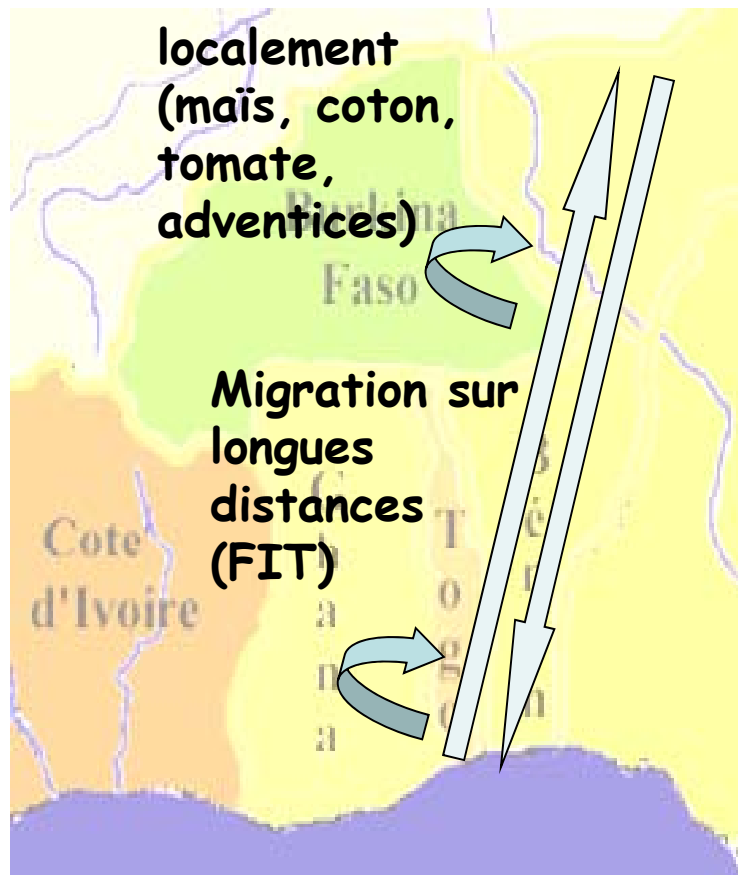 localement
(maïs, coton,
tomate,
adventices)
Burkina
Faso
Migration sur
longues
distances
(FIT)
Cote
d'Ivoire
Ghana
Togo
Bénin